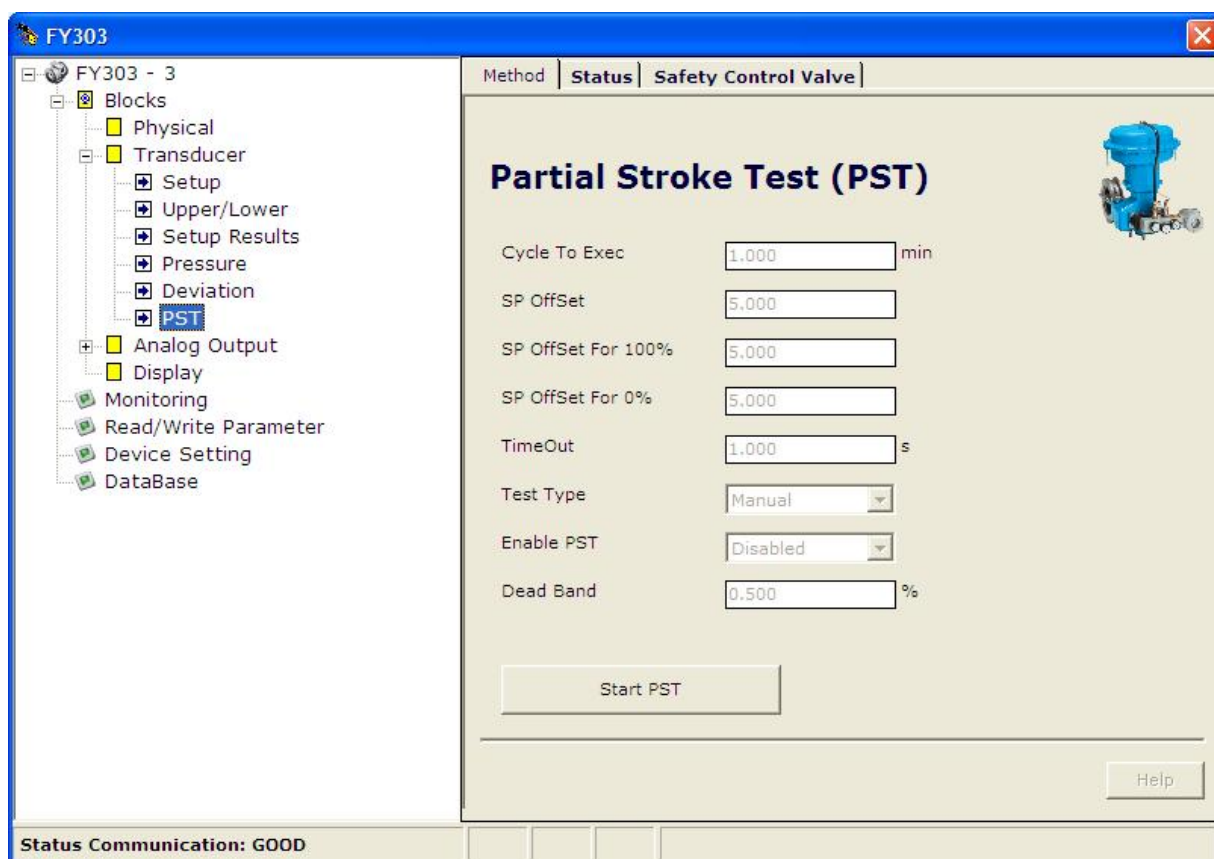 FY303
FY303 - 3
Blocks
Physical
Transducer
Setup
Upper/Lower
Setup Results
Pressure
Deviation
PST
Analog Output
Display
Monitoring
Read/Write Parameter
Device Setting
DataBase
Method Status Safety Control Valve
Partial Stroke Test (PST)
Cycle To Exec 1.000 min
SP OffSet 5.000
SP OffSet For 100% 5.000
SP OffSet For 0% 5.000
TimeOut 1.000 s
Test Type Manual
Enable PST Disabled
Dead Band 0.500 %
Start PST
Help
Status Communication: GOOD